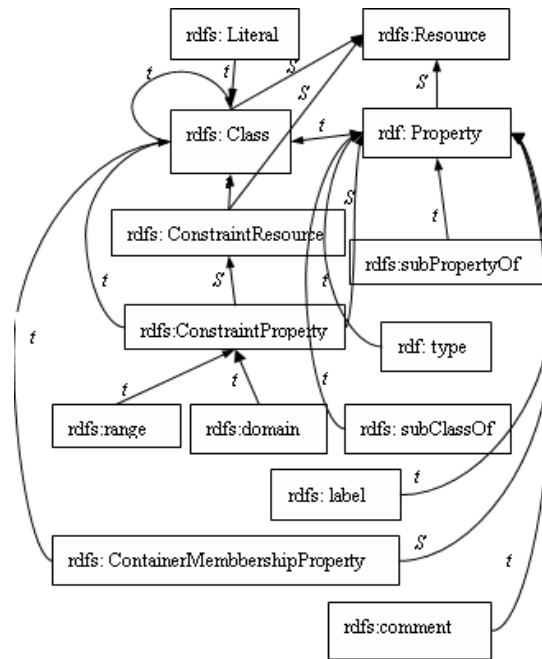 rdfs: Literal
rdfs:Resource
t
t
S
S
S
rdfs: Class
t
rdf: Property
t
S
rdfs: ConstraintResource
t
rdfs:subPropertyOf
t
S
t
rdfs:ConstraintProperty
t
rdf: type
t
t
t
rdfs:range
rdfs:domain
rdfs: subClassOf
rdfs: label
t
rdfs: ContainerMembbershipProperty
S
t
rdfs:comment